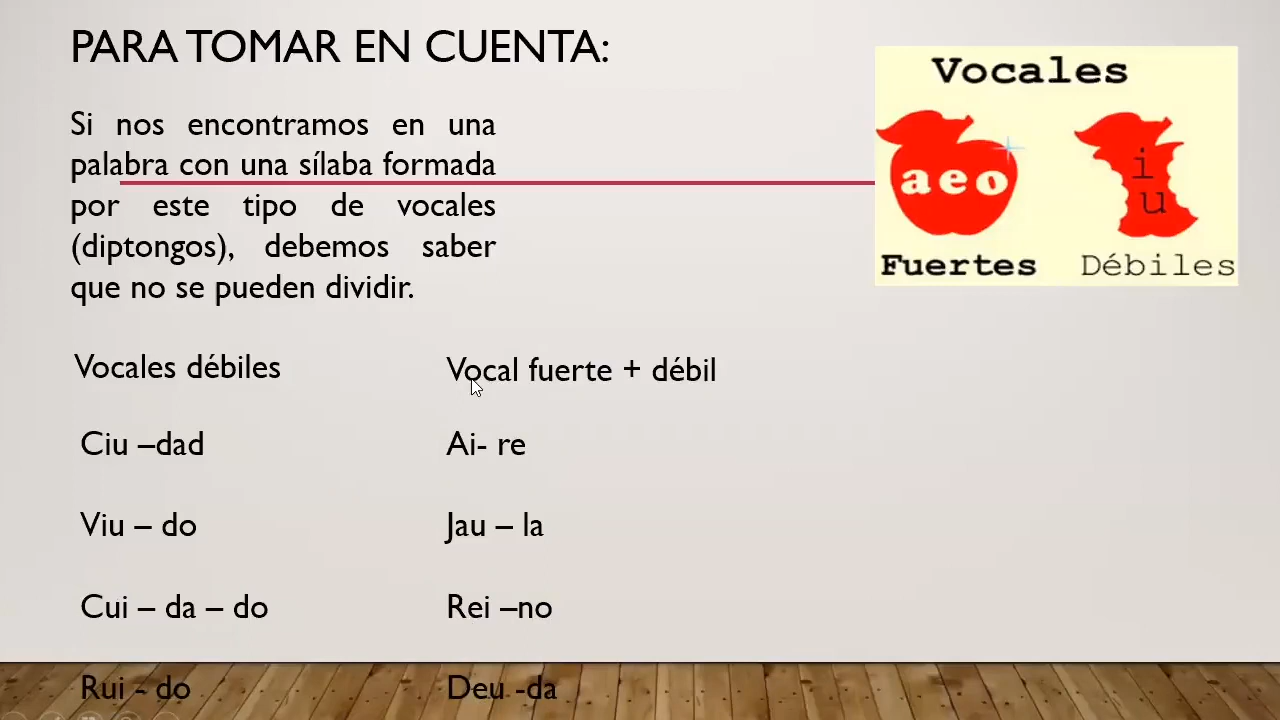 PARA TOMAR EN CUENTA:
Si nos encontramos en una
palabra con una sílaba formada
por este tipo de vocales
(diptongos), debemos saber
que no se pueden dividir.
Vocales
a e o
i
u
Fuertes
Débiles
Vocales débiles
Ciu –dad
Viu – do
Cui – da – do
Rui - do
Vocal fuerte + débil
Ai- re
Jau – la
Rei –no
Deu -da